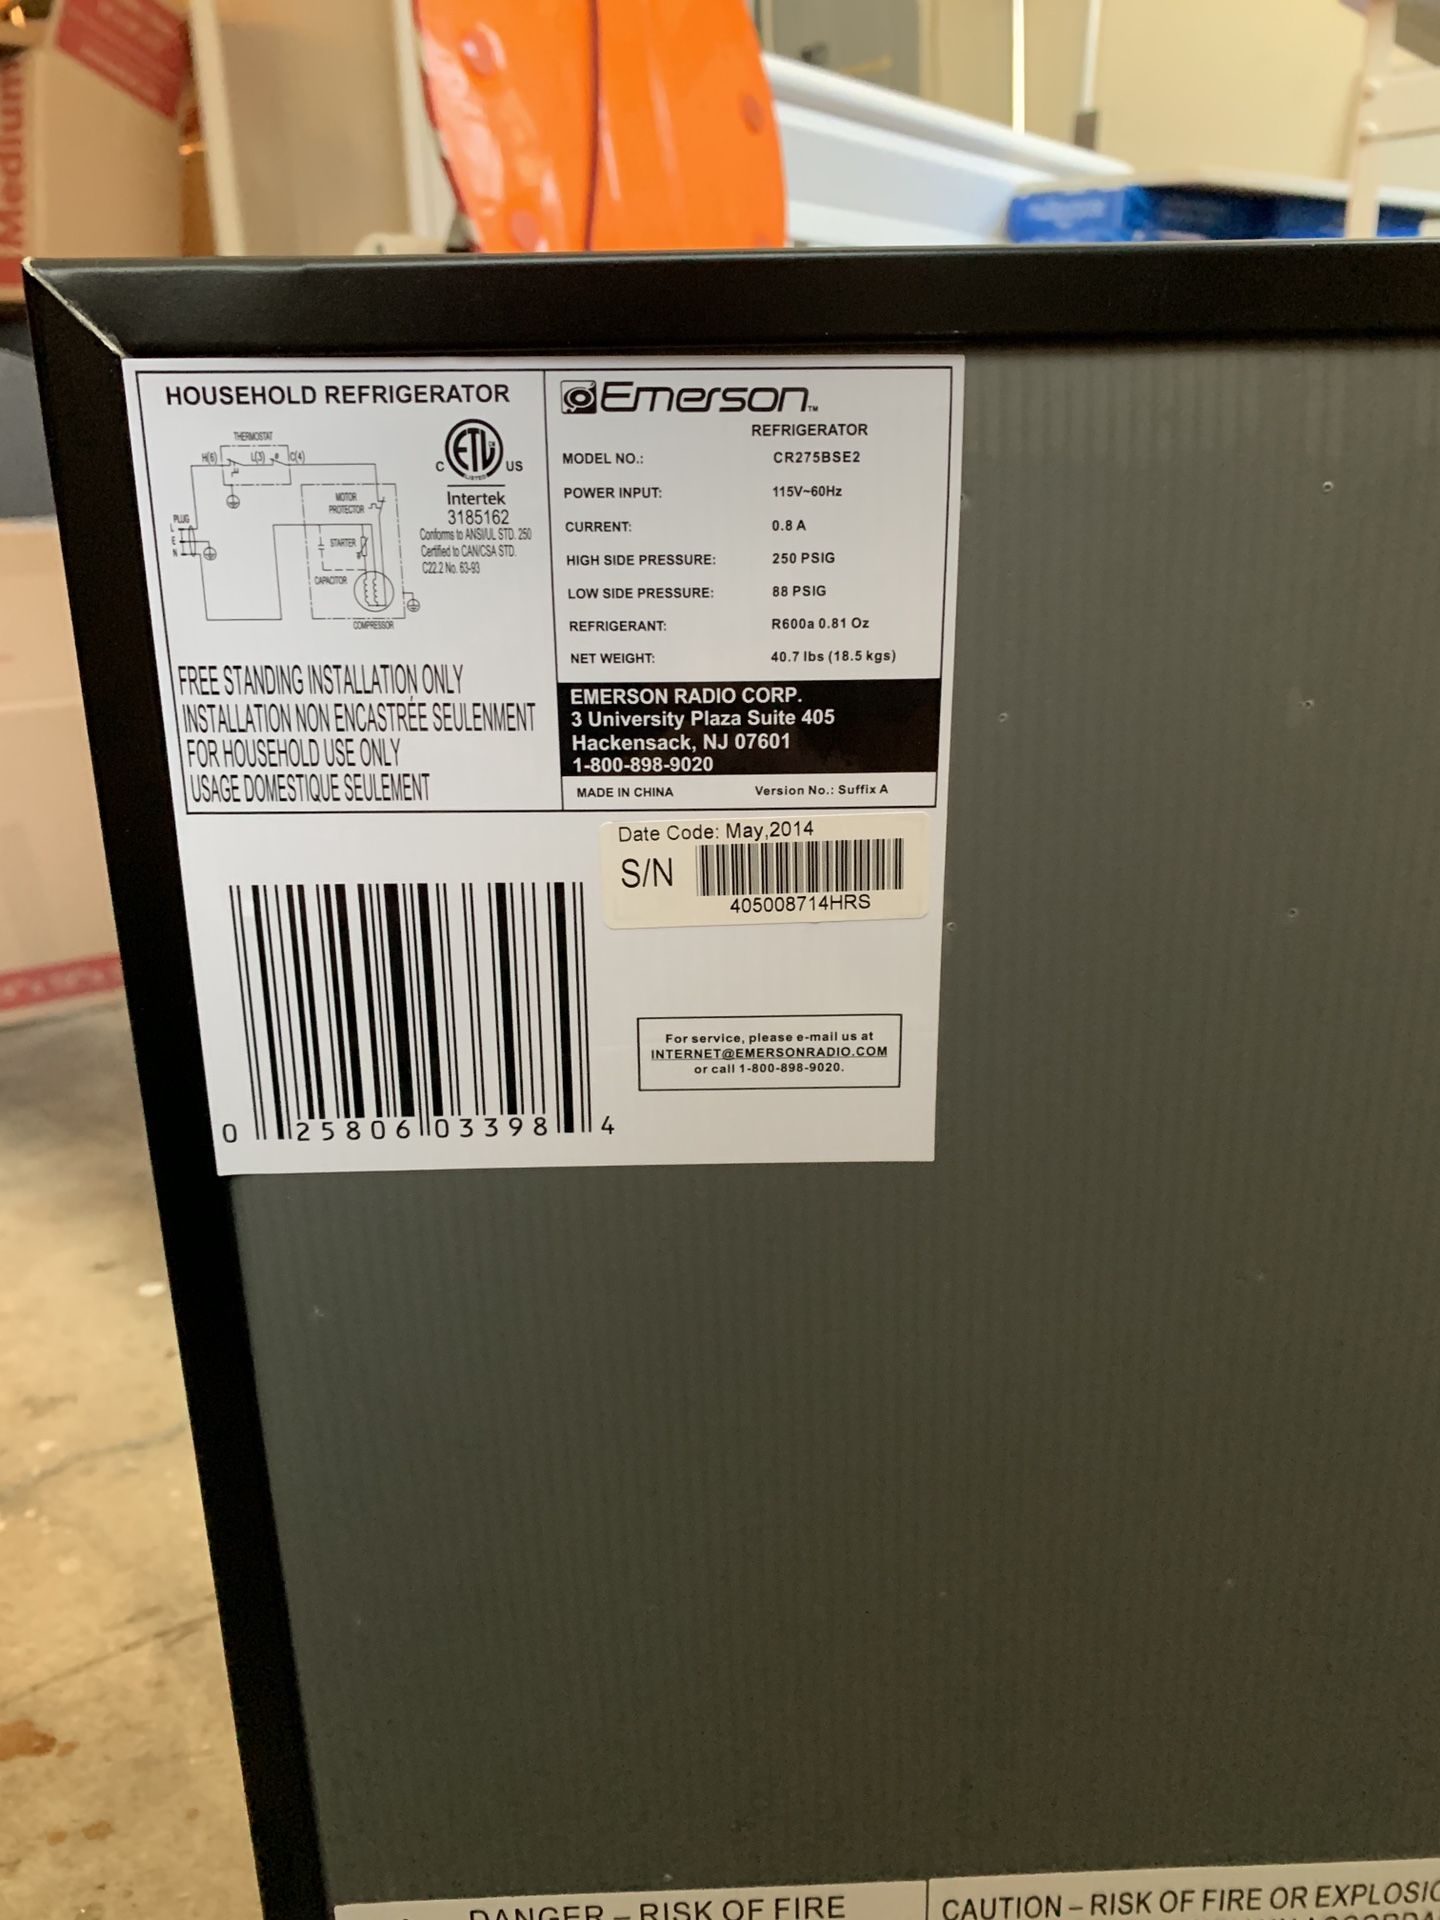 Medium
HOUSEHOLD REFRIGERATOR
THERMOSTAT
H(6) L(3) C(4)
MOTOR
PROTECTOR
PLUG
L
E
N
STARTER
CAPACITOR
COMPRESSOR
C ETL CM US
LISTED
Intertek
3185162
Conforms to ANSI/UL STD. 250
Certified to CAN/CSA STD.
C22.2 No. 63-93
FREE STANDING INSTALLATION ONLY
INSTALLATION NON ENCASTRÉE SEULENMENT
FOR HOUSEHOLD USE ONLY
USAGE DOMESTIQUE SEULEMENT
Emerson TM
REFRIGERATOR
MODEL NO.: CR275BSE2
POWER INPUT: 115V~60Hz
CURRENT: 0.8 A
HIGH SIDE PRESSURE: 250 PSIG
LOW SIDE PRESSURE: 88 PSIG
REFRIGERANT: R600a 0.81 Oz
NET WEIGHT: 40.7 lbs (18.5 kgs)
EMERSON RADIO CORP.
3 University Plaza Suite 405
Hackensack, NJ 07601
1-800-898-9020
MADE IN CHINA Version No.: Suffix A
Date Code: May,2014
S/N
405008714HRS
0 25806 03398 4
For service, please e-mail us at
INTERNET@EMERSONRADIO.COM
or call 1-800-898-9020.
DANGER – RISK OF FIRE
CAUTION – RISK OF FIRE OR EXPLOSIO